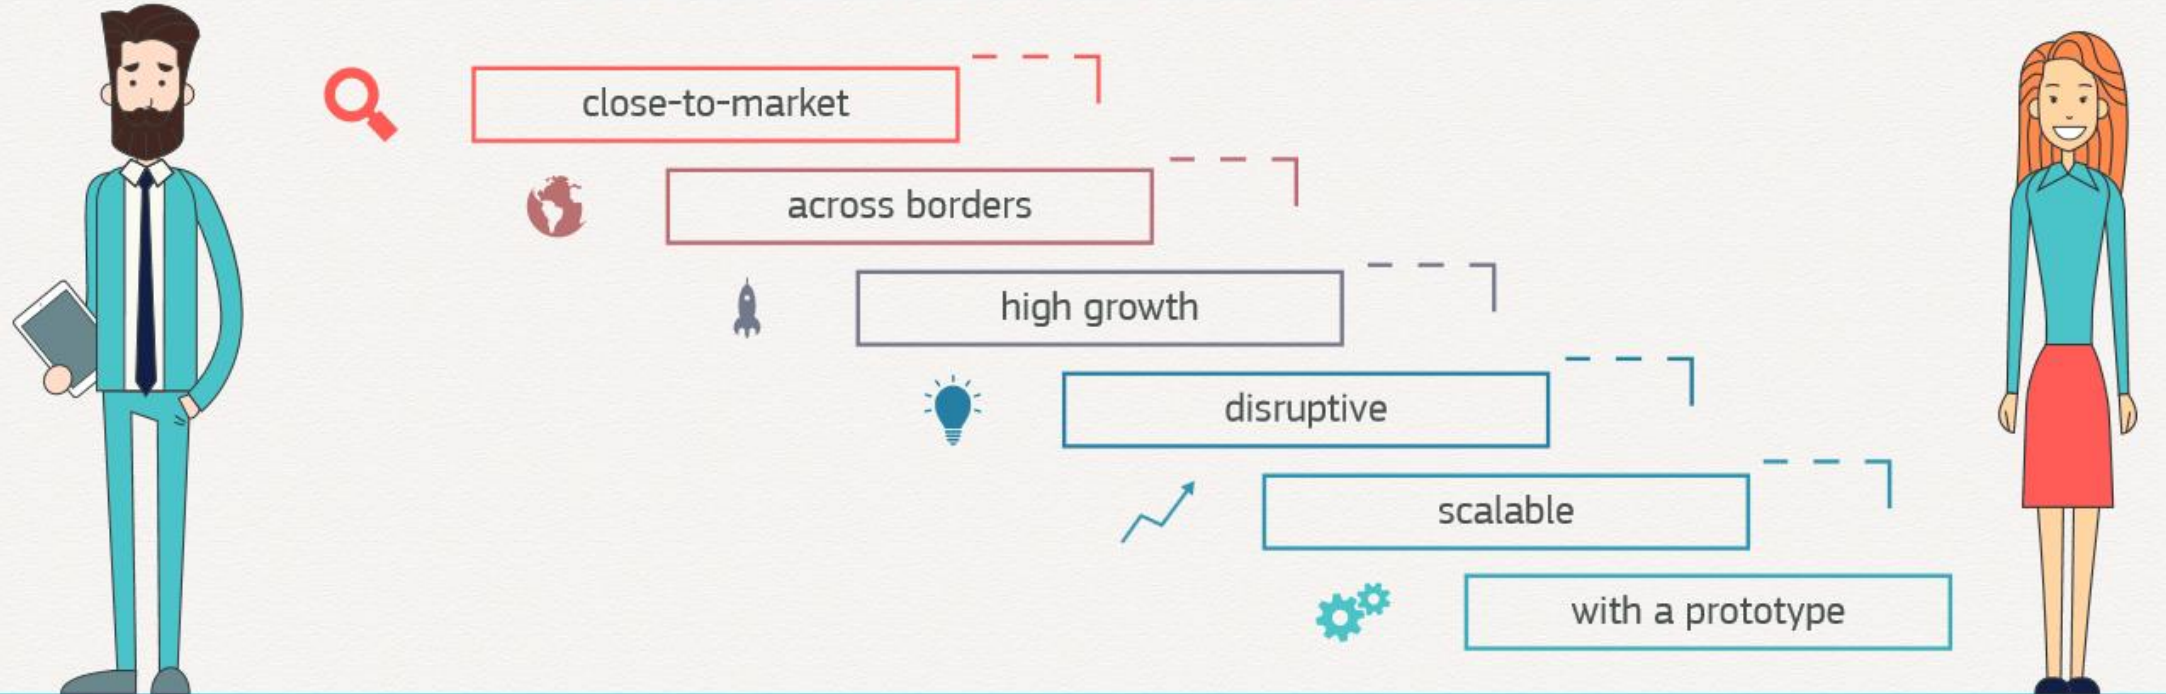 close-to-market
across borders
high growth
disruptive
scalable
with a prototype